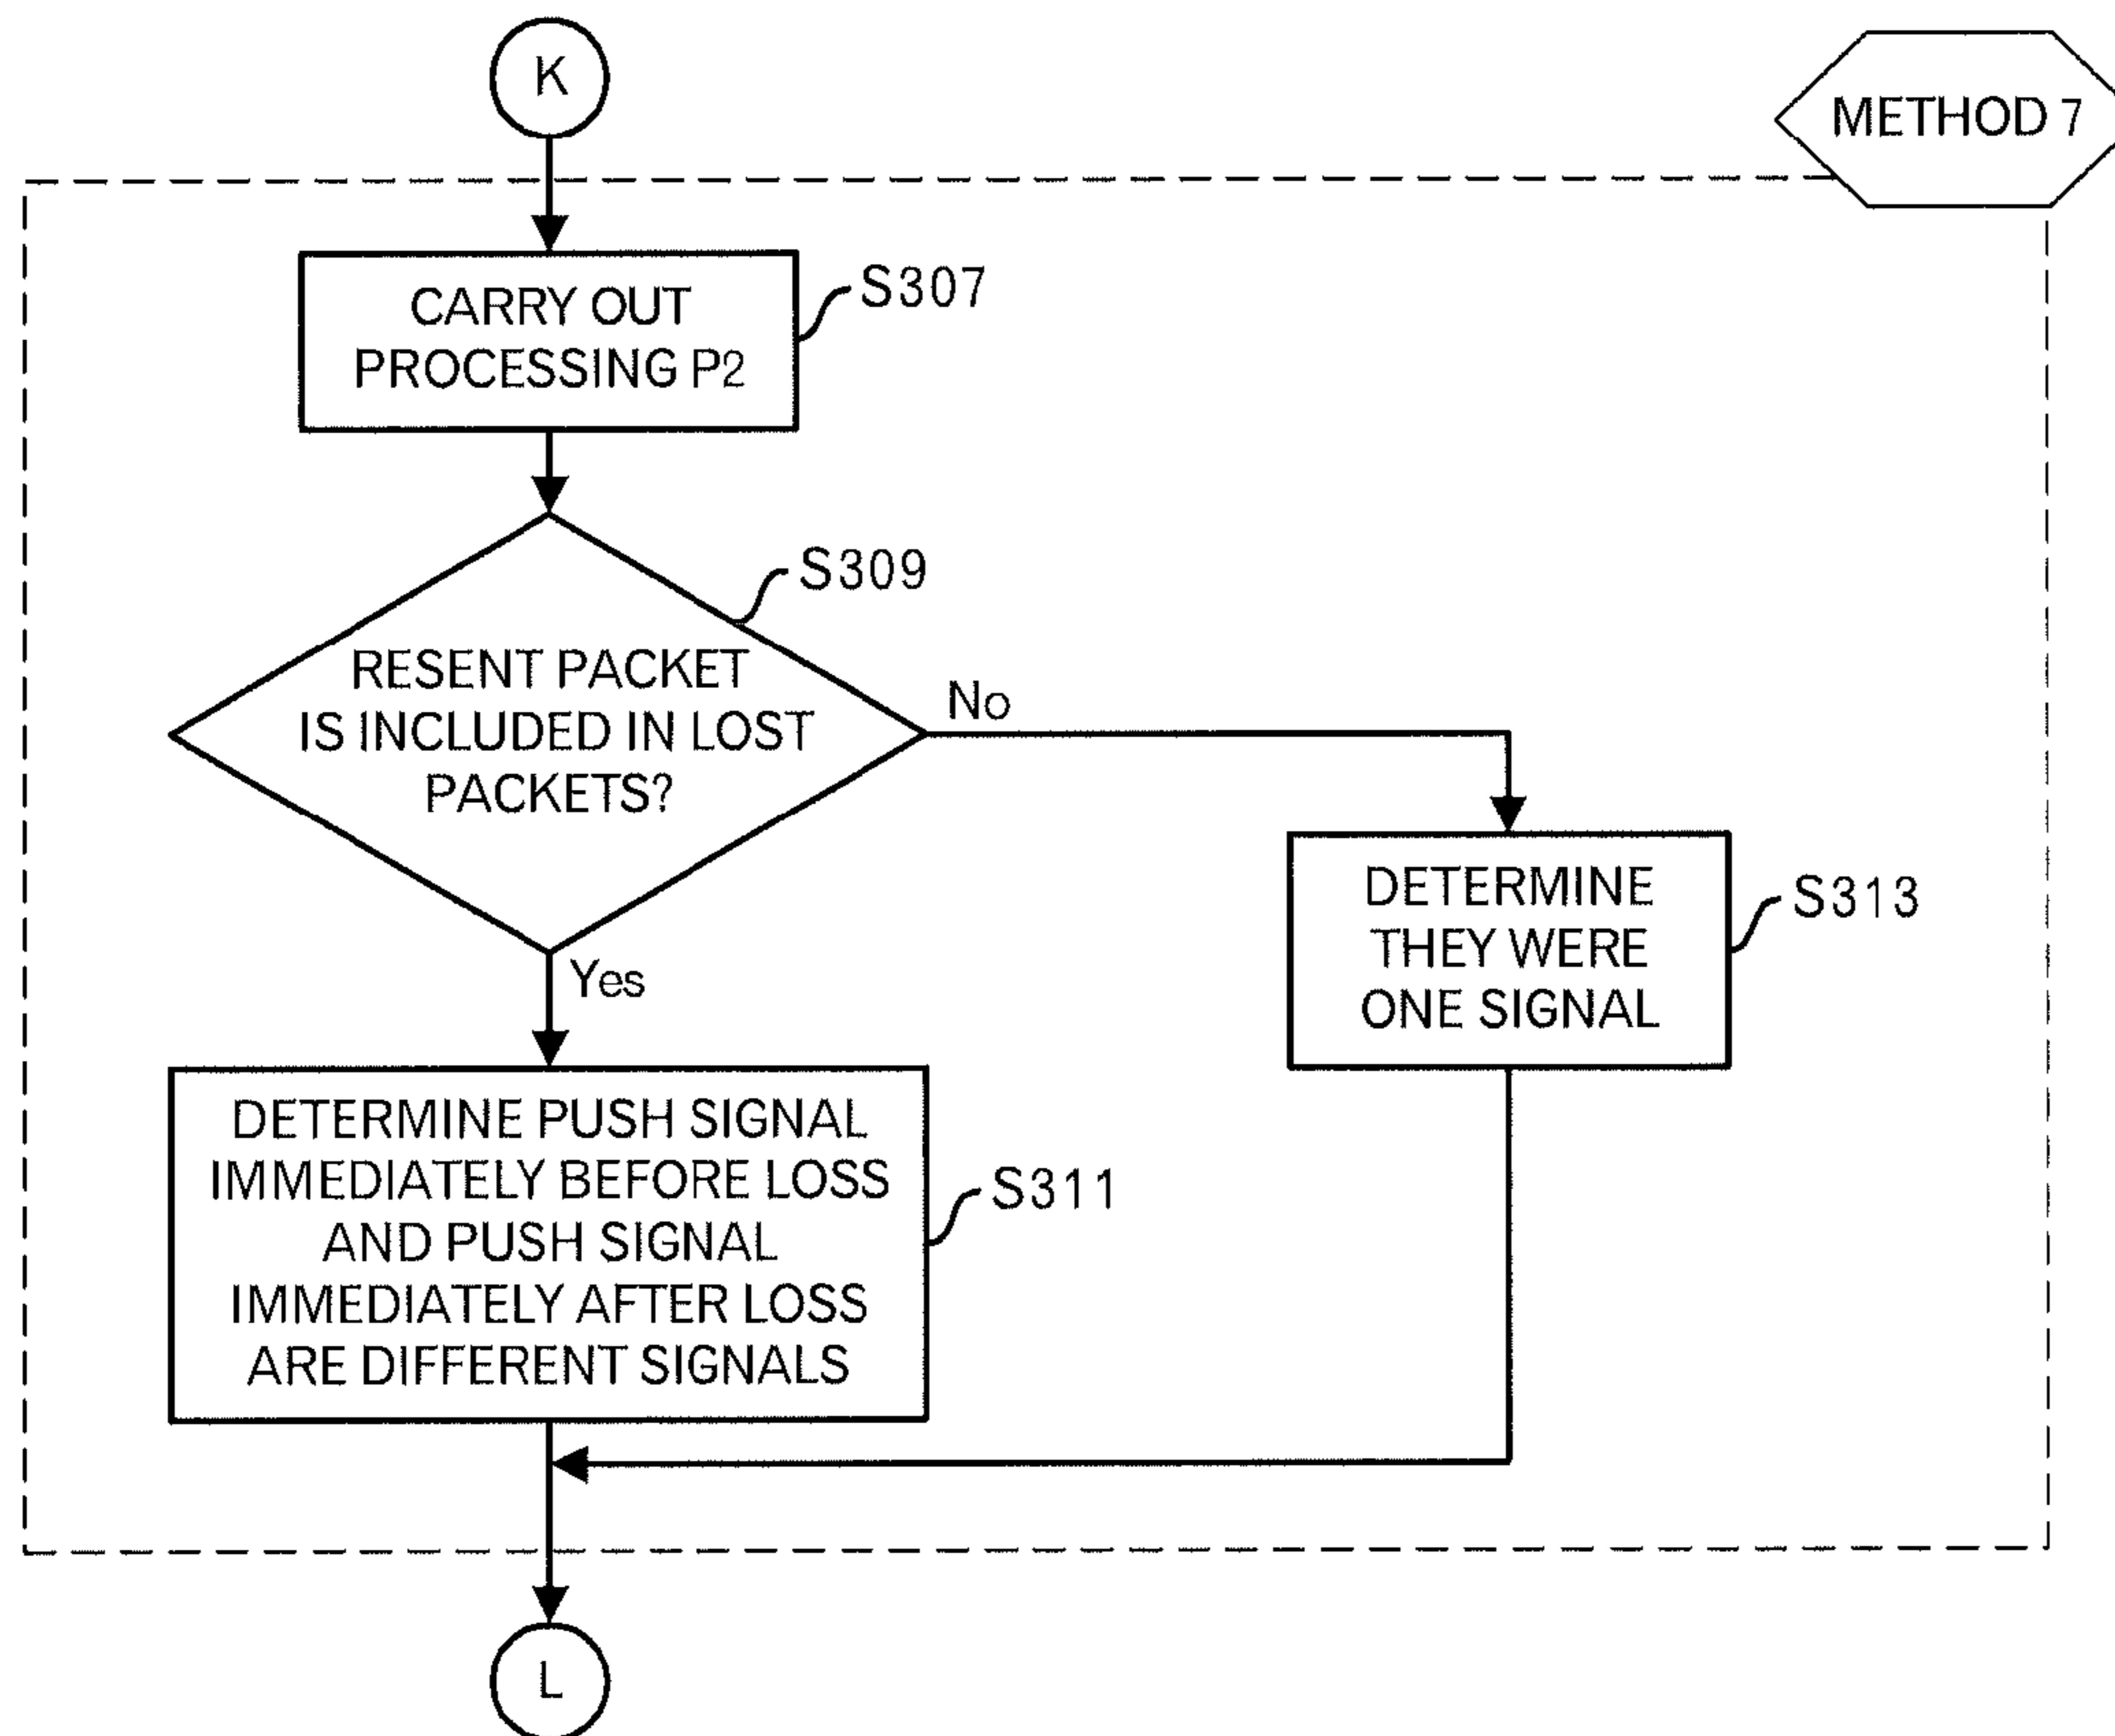 K
METHOD 7
CARRY OUT
PROCESSING P2
S307
S309
RESENT PACKET
IS INCLUDED IN LOST
PACKETS?
No
Yes
DETERMINE
THEY WERE
ONE SIGNAL
S313
DETERMINE PUSH SIGNAL
IMMEDIATELY BEFORE LOSS
AND PUSH SIGNAL
IMMEDIATELY AFTER LOSS
ARE DIFFERENT SIGNALS
S311
L